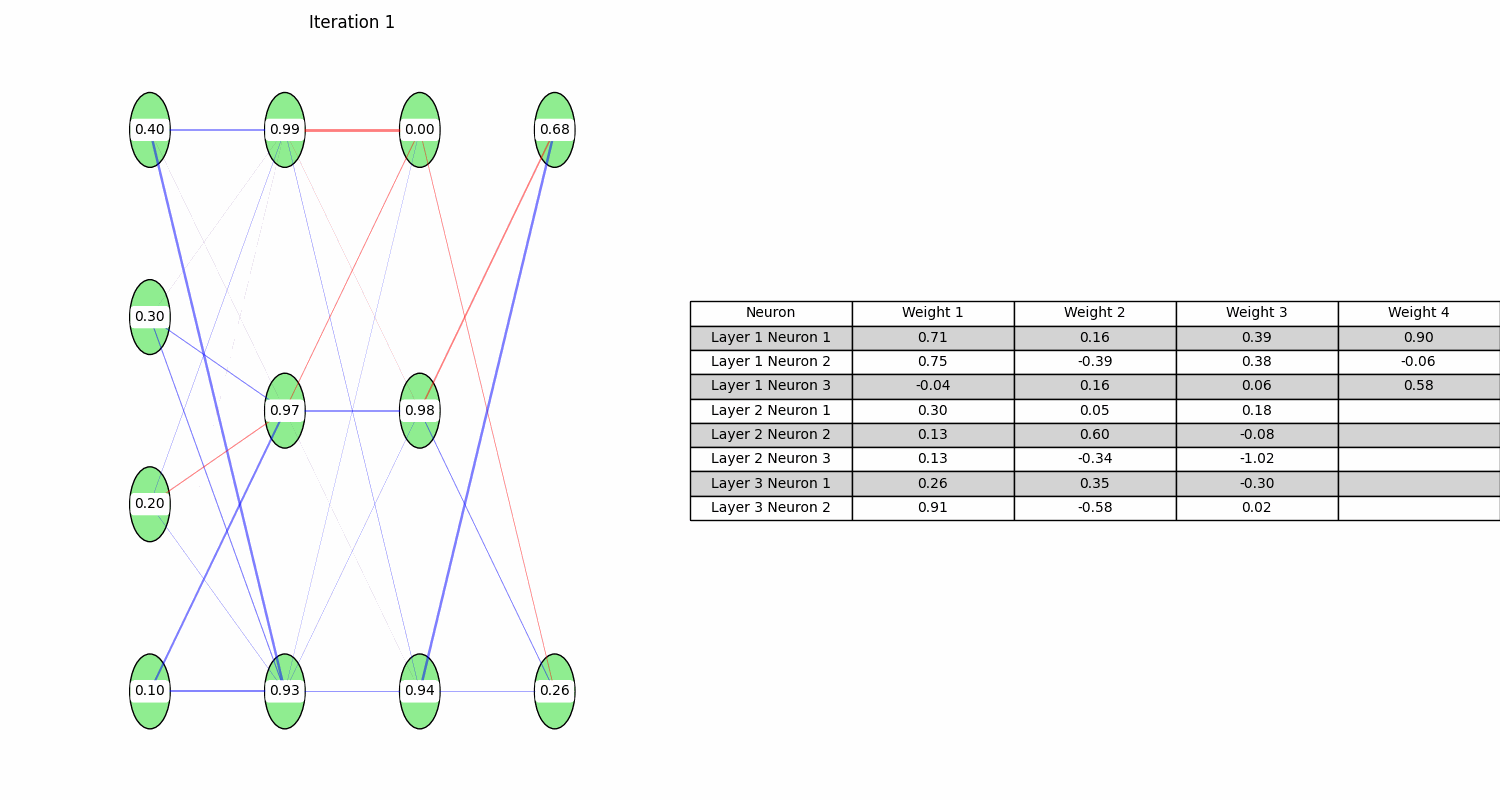 Iteration 1
0.40 0.99 0.00 0.68
0.30
0.97 0.98
0.20
0.10 0.93 0.94 0.26
Neuron Weight 1 Weight 2 Weight 3 Weight 4
Layer 1 Neuron 1 0.71 0.16 0.39 0.90
Layer 1 Neuron 2 0.75 -0.39 0.38 -0.06
Layer 1 Neuron 3 -0.04 0.16 0.06 0.58
Layer 2 Neuron 1 0.30 0.05 0.18
Layer 2 Neuron 2 0.13 0.60 -0.08
Layer 2 Neuron 3 0.13 -0.34 -1.02
Layer 3 Neuron 1 0.26 0.35 -0.30
Layer 3 Neuron 2 0.91 -0.58 0.02